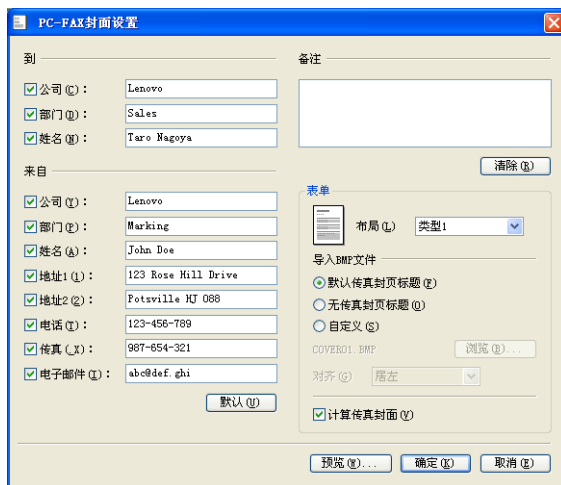 PC-FAX封面设置
到
公司(C): Lenovo
部门(D): Sales
姓名(N): Taro Nagoya
来自
公司(Y): Lenovo
部门(P): Marking
姓名(A): John Doe
地址1(1): 123 Rose Hill Drive
地址2(2): Potsville HJ 088
电话(T): 123-456-789
传真(_X): 987-654-321
电子邮件(I): abc@def.ghi
默认(U)
备注
清除(R)
表单
布局(L) 类型1
导入BMP文件
默认传真封页标题(F)
无传真封页标题(O)
自定义(S)
COVER01.BMP 浏览(B)...
对齐(G) 居左
计算传真封面(V)
预览(W)... 确定(K) 取消(E)